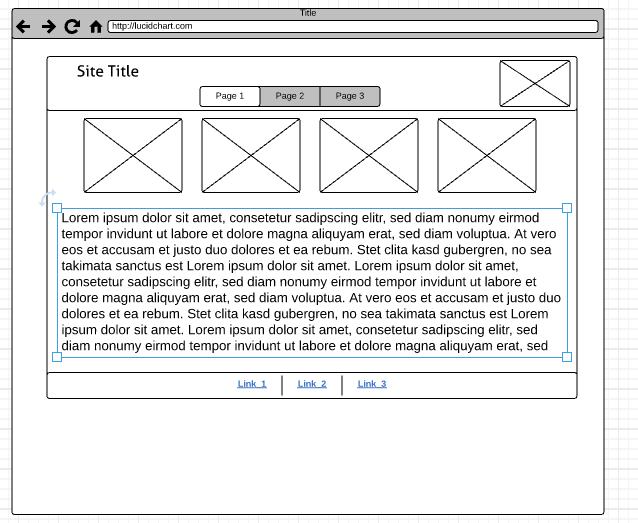 Title
http://lucidchart.com
Site Title
Page 1 Page 2 Page 3
Lorem ipsum dolor sit amet, consetetur sadipscing elitr, sed diam nonumy eirmod
tempor invidunt ut labore et dolore magna aliquyam erat, sed diam voluptua. At vero
eos et accusam et justo duo dolores et ea rebum. Stet clita kasd gubergren, no sea
takimata sanctus est Lorem ipsum dolor sit amet. Lorem ipsum dolor sit amet,
consetetur sadipscing elitr, sed diam nonumy eirmod tempor invidunt ut labore et
dolore magna aliquyam erat, sed diam voluptua. At vero eos et accusam et justo duo
dolores et ea rebum. Stet clita kasd gubergren, no sea takimata sanctus est Lorem
ipsum dolor sit amet. Lorem ipsum dolor sit amet, consetetur sadipscing elitr, sed
diam nonumy eirmod tempor invidunt ut labore et dolore magna aliquyam erat, sed
Link_1 Link_2 Link_3